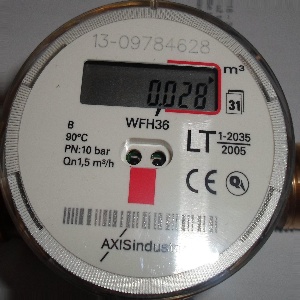 13-09784628
m³
0.028
31
WFH36
B
90°C
PN:10 bar
Qn1,5 m³/h
LT 1-2035
2005
CE
AXISindust